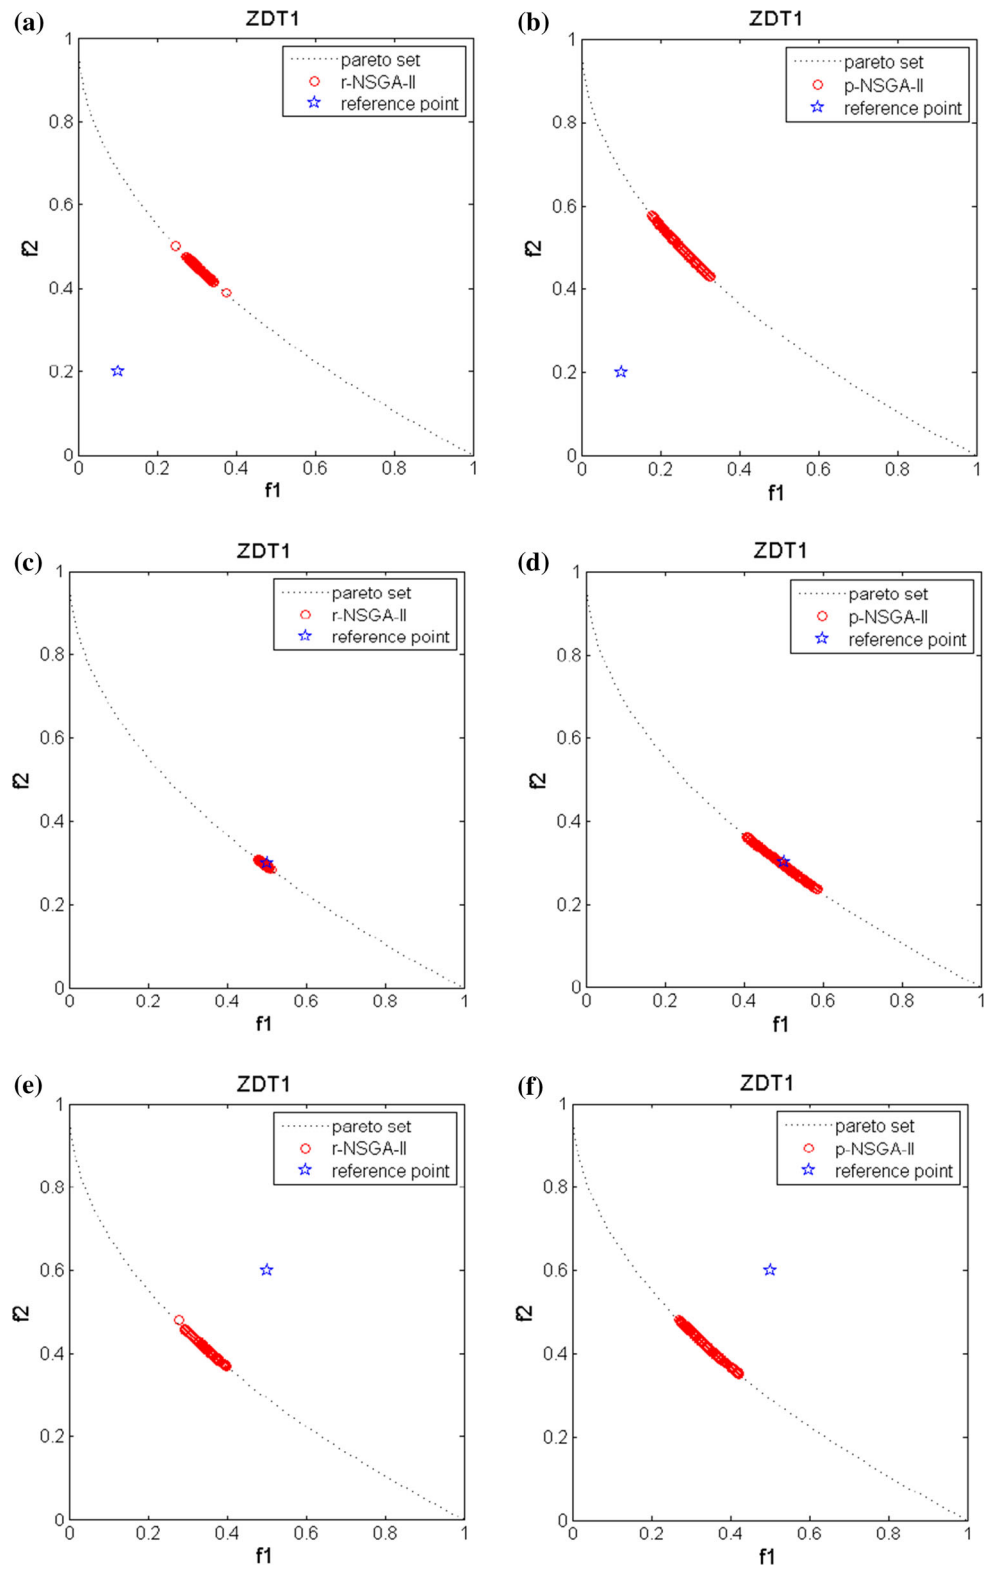 (a)
ZDT1
pareto set
r-NSGA-II
reference point
1
0.8
0.6
0.4
0.2
0
f2
0 0.2 0.4 0.6 0.8 1
f1
(b)
ZDT1
pareto set
p-NSGA-II
reference point
1
0.8
0.6
0.4
0.2
0
f2
0 0.2 0.4 0.6 0.8 1
f1
(c)
ZDT1
pareto set
r-NSGA-II
reference point
1
0.8
0.6
0.4
0.2
0
f2
0 0.2 0.4 0.6 0.8 1
f1
(d)
ZDT1
pareto set
p-NSGA-II
reference point
1
0.8
0.6
0.4
0.2
0
f2
0 0.2 0.4 0.6 0.8 1
f1
(e)
ZDT1
pareto set
r-NSGA-II
reference point
1
0.8
0.6
0.4
0.2
0
f2
0 0.2 0.4 0.6 0.8 1
f1
(f)
ZDT1
pareto set
p-NSGA-II
reference point
1
0.8
0.6
0.4
0.2
0
f2
0 0.2 0.4 0.6 0.8 1
f1